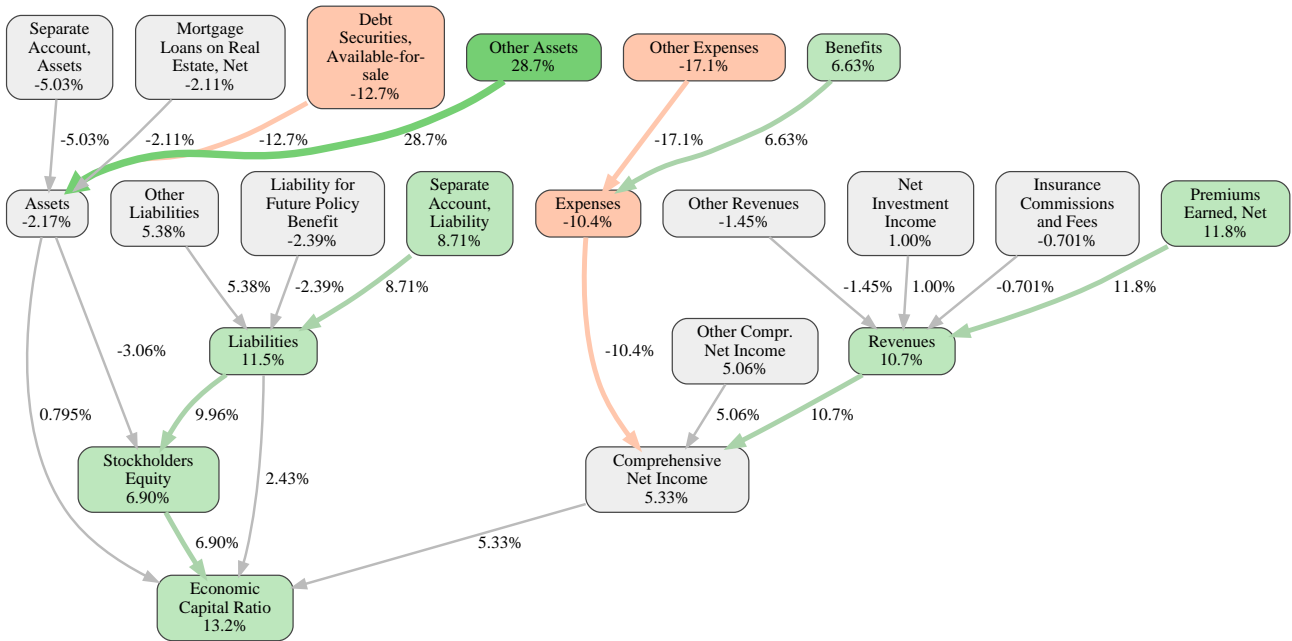 Separate
Account,
Assets
-5.03%
Mortgage
Loans on Real
Estate, Net
-2.11%
Debt
Securities,
Available-for-
sale
-12.7%
Other Assets
28.7%
Other Expenses
-17.1%
Benefits
6.63%
-5.03%
-2.11%
-12.7%
28.7%
-17.1%
6.63%
Assets
-2.17%
Other
Liabilities
5.38%
Liability for
Future Policy
Benefit
-2.39%
Separate
Account,
Liability
8.71%
Expenses
-10.4%
Other Revenues
-1.45%
Net
Investment
Income
1.00%
Insurance
Commissions
and Fees
-0.701%
Premiums
Earned, Net
11.8%
5.38%
-2.39%
8.71%
-1.45%
1.00%
-0.701%
11.8%
Liabilities
11.5%
Other Compr.
Net Income
5.06%
Revenues
10.7%
-3.06%
-10.4%
0.795%
9.96%
5.06%
10.7%
Stockholders
Equity
6.90%
2.43%
Comprehensive
Net Income
5.33%
6.90%
5.33%
Economic
Capital Ratio
13.2%